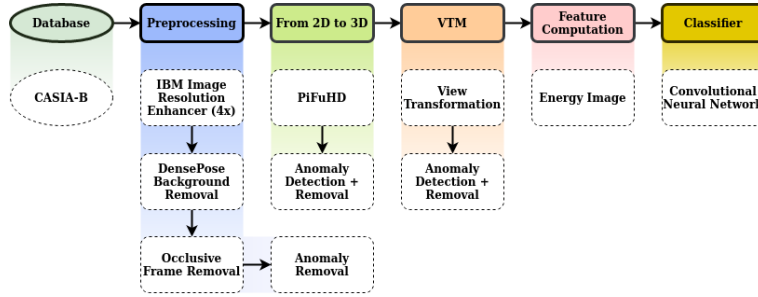 Database
Preprocessing
From 2D to 3D
VTM
Feature
Computation
Classifier
CASIA-B
IBM Image
Resolution
Enhancer (4x)
PiFuHD
View
Transformation
Energy Image
Convolutional
Neural Network
DensePose
Background
Removal
Anomaly
Detection +
Removal
Anomaly
Detection +
Removal
Occlusive
Frame Removal
Anomaly
Removal